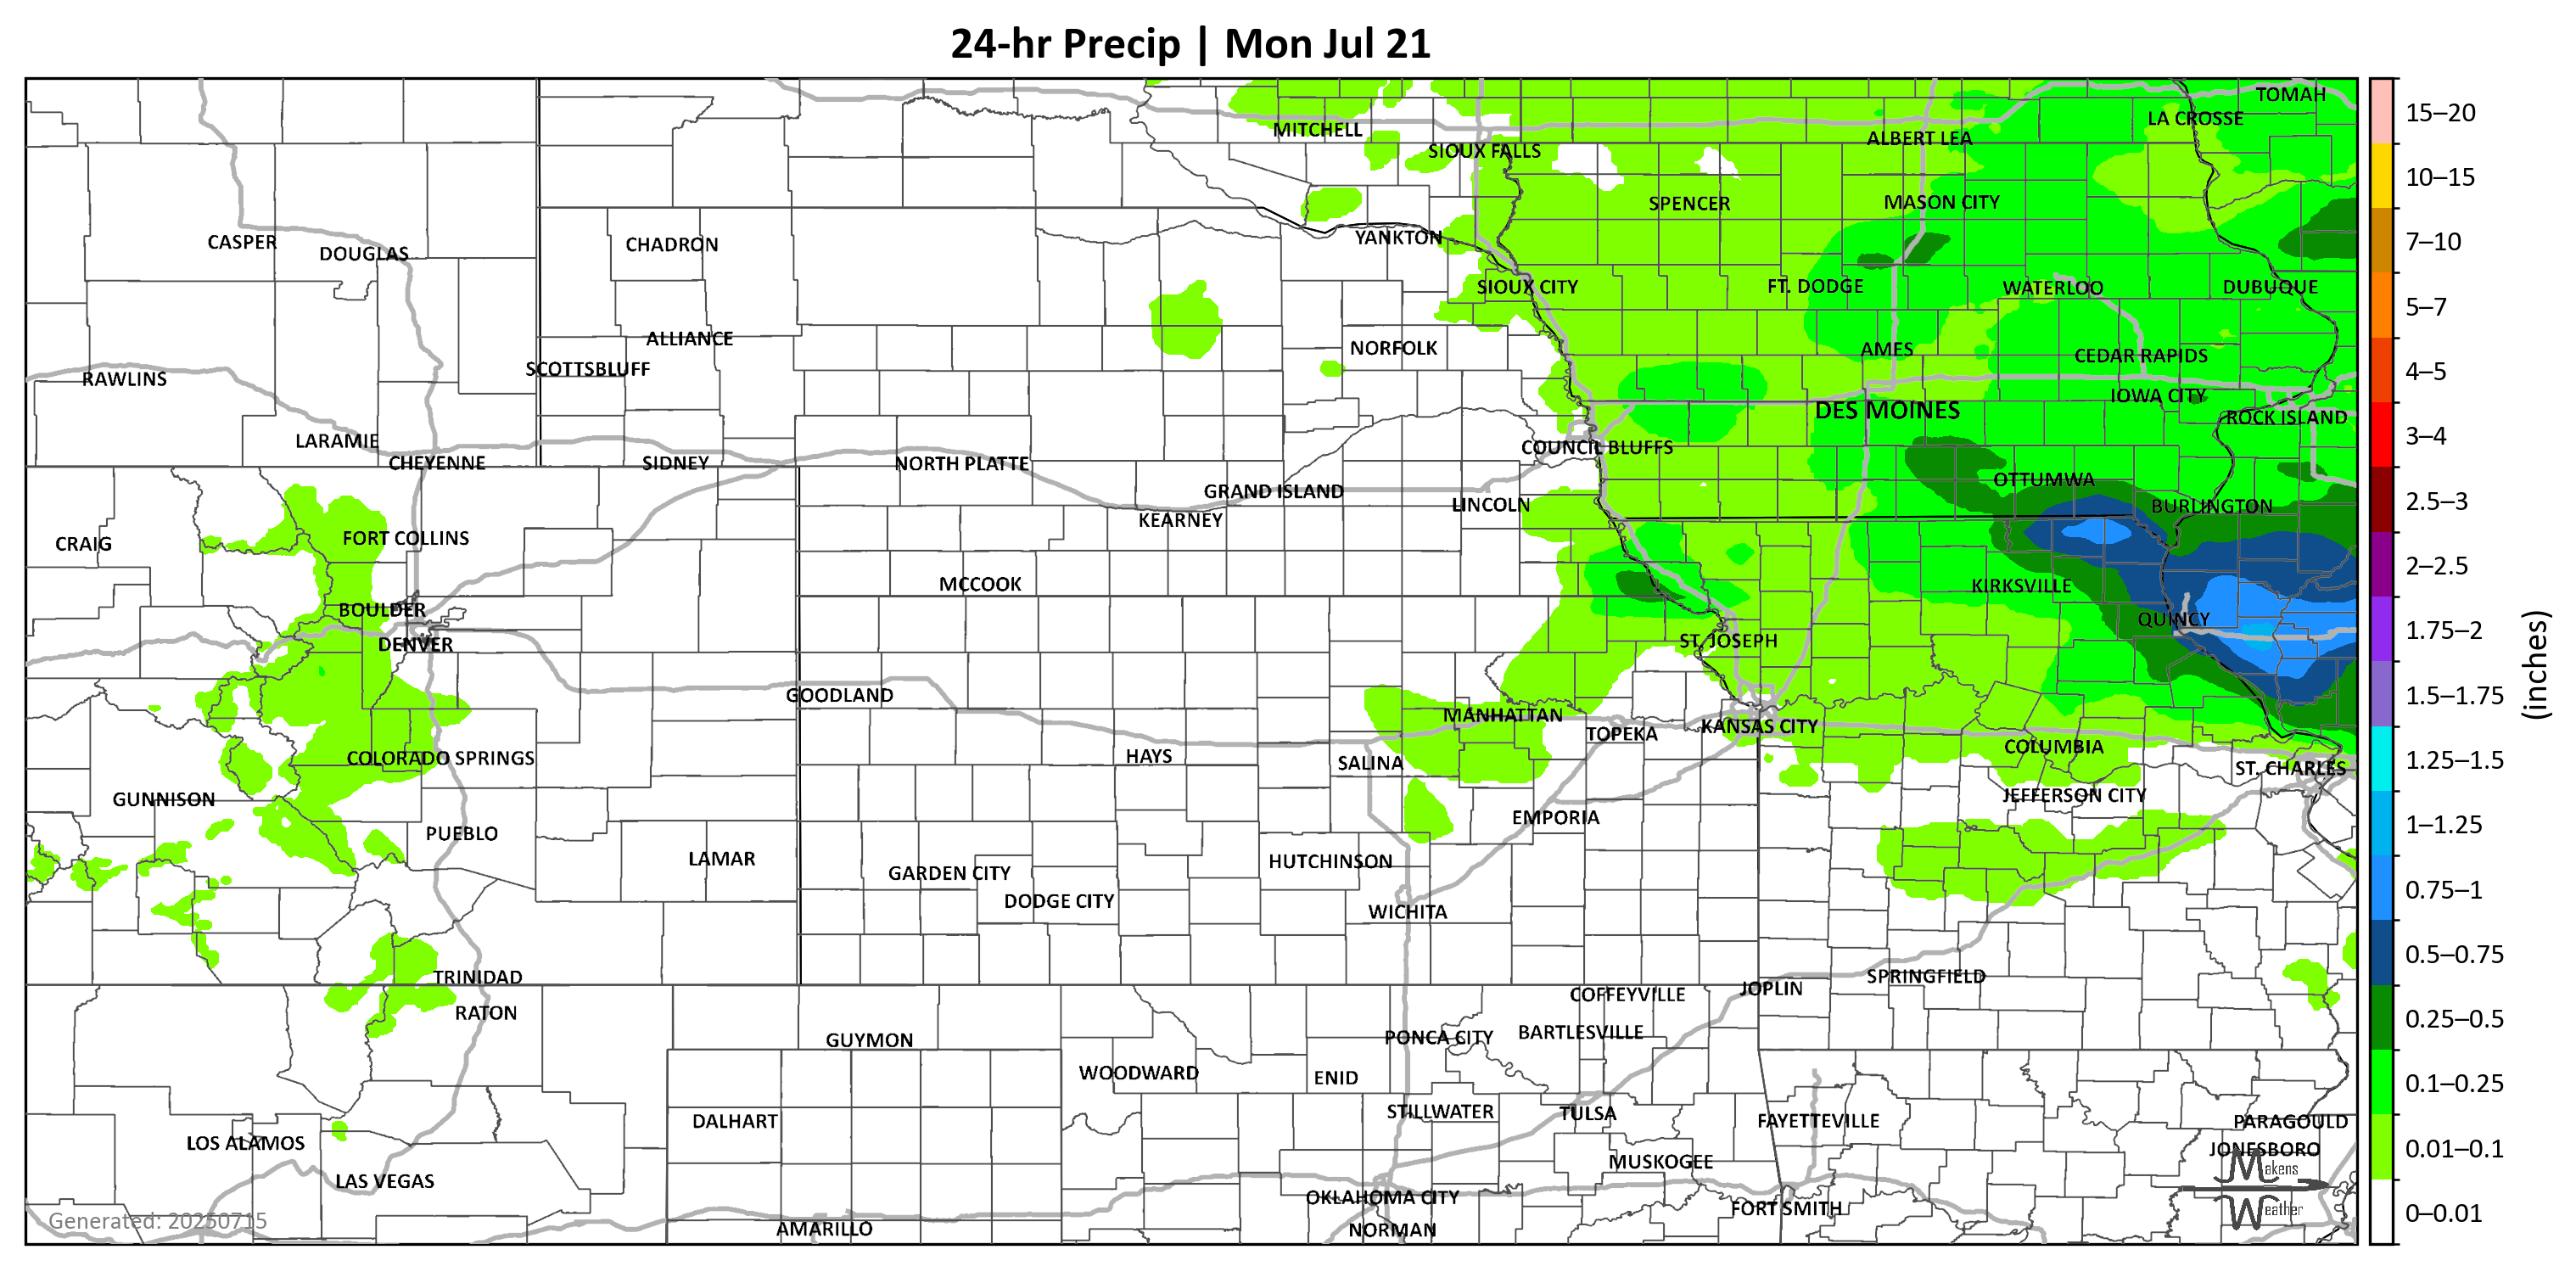 24-hr Precip | Mon Jul 21
TOMAH
LA CROSSE
MITCHELL
ALBERT LEA
SIOUX FALLS
SPENCER
MASON CITY
YANKTON
CASPER
CHADRON
DOUGLAS
SIOUX CITY
FT. DODGE
WATERLOO
DUBUQUE
ALLIANCE
NORFOLK
AMES
CEDAR RAPIDS
SCOTTSBLUFF
RAWLINS
IOWA CITY
DES MOINES
ROCK ISLAND
LARAMIE
COUNCIL BLUFFS
CHEYENNE
SIDNEY
NORTH PLATTE
OTTUMWA
GRAND ISLAND
LINCOLN
BURLINGTON
KEARNEY
FORT COLLINS
CRAIG
MCCOOK
KIRKSVILLE
BOULDER
QUINCY
DENVER
ST. JOSEPH
GOODLAND
MANHATTAN
KANSAS CITY
TOPEKA
COLUMBIA
HAYS
COLORADO SPRINGS
SALINA
ST. CHARLES
GUNNISON
JEFFERSON CITY
EMPORIA
PUEBLO
LAMAR
HUTCHINSON
GARDEN CITY
DODGE CITY
WICHITA
TRINIDAD
SPRINGFIELD
JOPLIN
COFFEYVILLE
RATON
BARTLESVILLE
PONCA CITY
GUYMON
WOODWARD
ENID
STILLWATER
TULSA
DALHART
FAYETTEVILLE
PARAGOULD
LOS ALAMOS
JONESBORO
MUSKOGEE
LAS VEGAS
OKLAHOMA CITY
FORT SMITH
AMARILLO
NORMAN
Generated: 20250715
Makens
Weather
15–20
10–15
7–10
5–7
4–5
3–4
2.5–3
2–2.5
1.75–2
1.5–1.75
1.25–1.5
1–1.25
0.75–1
0.5–0.75
0.25–0.5
0.1–0.25
0.01–0.1
0–0.01
(inches)